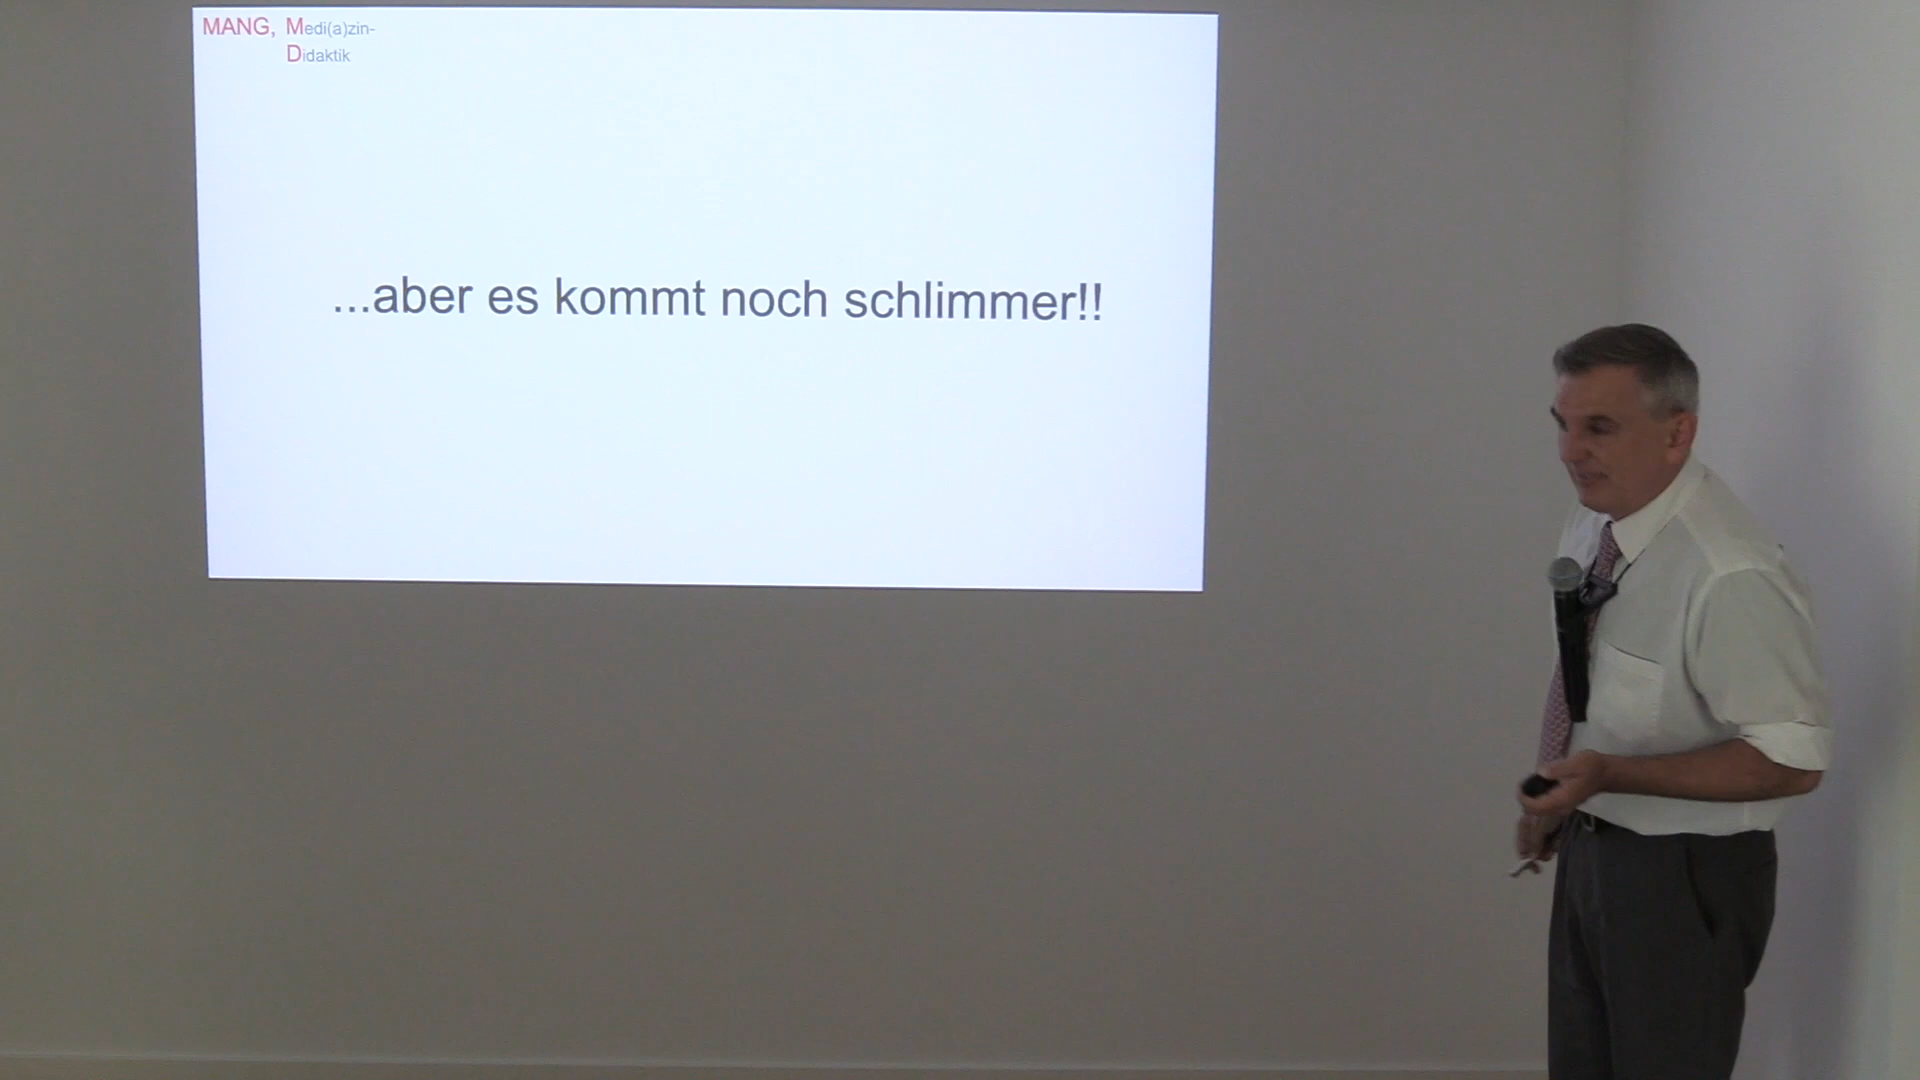 MANG, Medi(a)zin-
Didaktik
...aber es kommt noch schlimmer!!